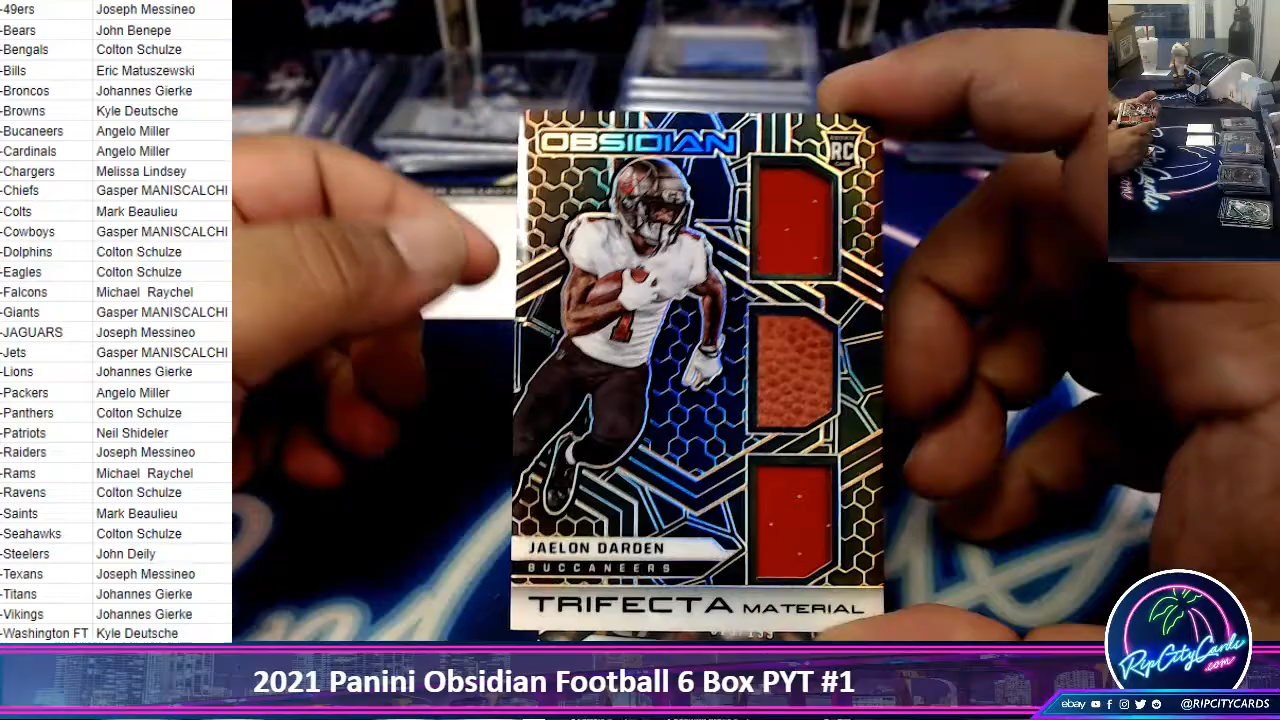 -49ers Joseph Messineo
-Bears John Benepe
-Bengals Colton Schulze
-Bills Eric Matuszewski
-Broncos Johannes Gierke
-Browns Kyle Deutsche
-Bucaneers Angelo Miller
-Cardinals Angelo Miller
-Chargers Melissa Lindsey
-Chiefs Gasper MANISCALCHI
-Colts Mark Beaulieu
-Cowboys Gasper MANISCALCHI
-Dolphins Colton Schulze
-Eagles Colton Schulze
-Falcons Michael Raychel
-Giants Gasper MANISCALCHI
-JAGUARS Joseph Messineo
-Jets Gasper MANISCALCHI
-Lions Johannes Gierke
-Packers Angelo Miller
-Panthers Colton Schulze
-Patriots Neil Shideler
-Raiders Joseph Messineo
-Rams Michael Raychel
-Ravens Colton Schulze
-Saints Mark Beaulieu
-Seahawks Colton Schulze
-Steelers John Deily
-Texans Joseph Messineo
-Titans Johannes Gierke
-Vikings Johannes Gierke
-Washington FT Kyle Deutsche
OBSIDIAN
RC
1
JAELON DARDEN
BUCCANEERS
TRIFECTA MATERIAL
2021 Panini Obsidian Football 6 Box PYT #1
RipCityCards
.com
ebay @RIPCITYCARDS